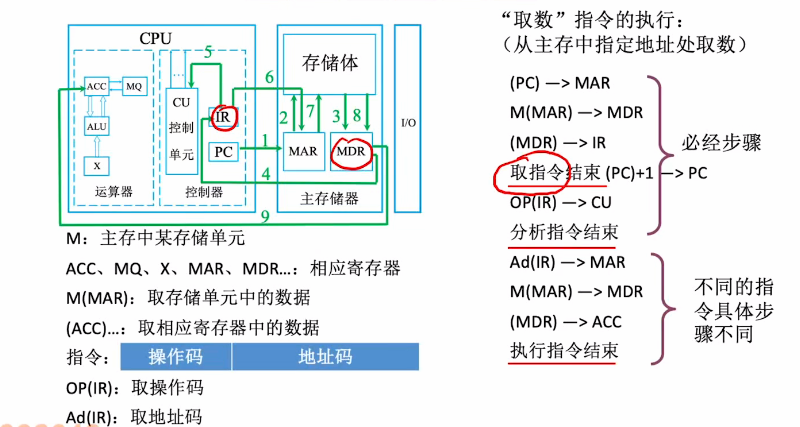 CPU
ACC
MQ
ALU
X
运算器
5
CU
控制
单元
IR
PC
控制器
6
1
4
9
存储体
2
7
3
8
MAR
MDR
主存储器
I/O
M：主存中某存储单元
ACC、MQ、X、MAR、MDR...：相应寄存器
M(MAR)：取存储单元中的数据
(ACC)...：取相应寄存器中的数据
指令： 操作码 地址码
OP(IR)：取操作码
Ad(IR)：取地址码
“取数”指令的执行：
（从主存中指定地址处取数）
(PC) —> MAR
M(MAR) —> MDR
(MDR) —> IR
取指令结束 (PC)+1 —> PC
OP(IR) —> CU
分析指令结束
必经步骤
Ad(IR) —> MAR
M(MAR) —> MDR
(MDR) —> ACC
执行指令结束
不同的指
令具体步
骤不同